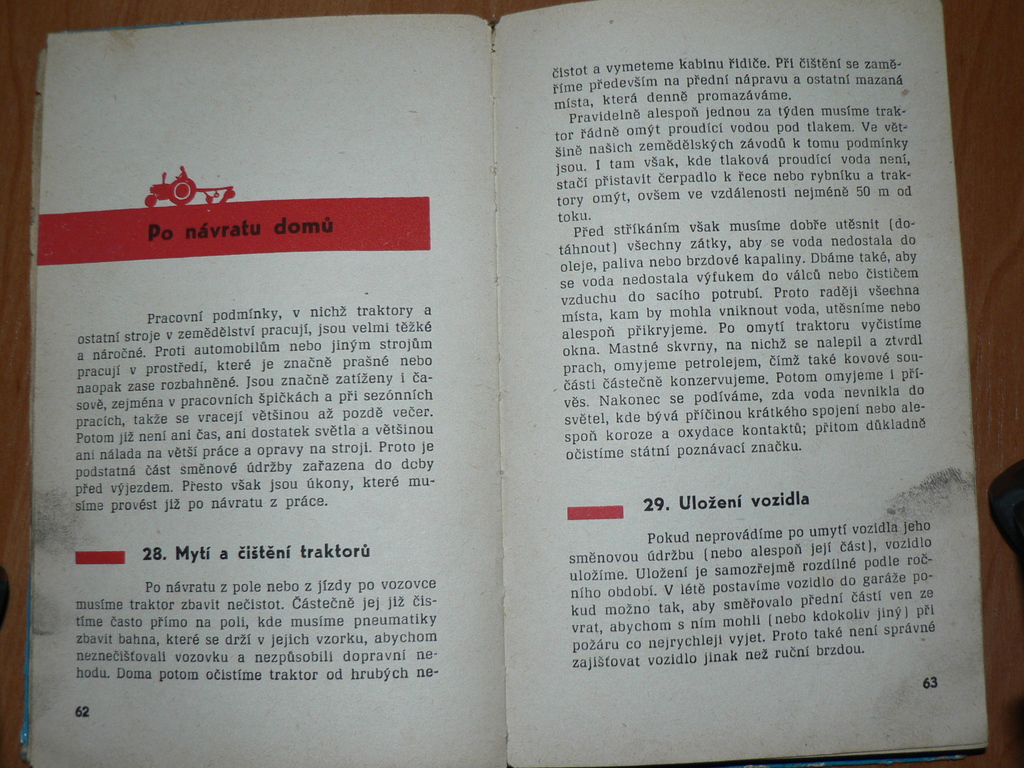 Po návratu domů
Pracovní podmínky, v nichž traktory a
ostatní stroje v zemědělství pracují, jsou velmi těžké
a náročné. Proti automobilům nebo jiným strojům
pracují v prostředí, které je značně prašné nebo
naopak zase rozbahněné. Jsou značně zatíženy i ča-
sově, zejména v pracovních špičkách a při sezónních
pracích, takže se vracejí většinou až pozdě večer.
Potom již není ani čas, ani dostatek světla a většinou
ani nálada na větší práce a opravy na stroji. Proto je
podstatná část směnové údržby zařazena do doby
před výjezdem. Přesto však jsou úkony, které mu-
síme provést již po návratu z práce.
28. Mytí a čištění traktorů
Po návratu z pole nebo z jízdy po vozovce
musíme traktor zbavit nečistot. Částečně jej již čis-
tíme často přímo na poli, kde musíme pneumatiky
zbavit bahna, které se drží v jejich vzorku, abychom
neznečišťovali vozovku a nezpůsobili dopravní ne-
hodu. Doma potom očistíme traktor od hrubých ne-
62
čistot a vymeteme kabinu řidiče. Při čištění se zamě-
říme především na přední nápravu a ostatní mazaná
místa, která denně promazáváme.
Pravidelně alespoň jednou za týden musíme trak-
tor řádně omýt proudící vodou pod tlakem. Ve vět-
šině našich zemědělských závodů k tomu podmínky
jsou. I tam však, kde tlaková proudící voda není,
stačí přistavit čerpadlo k řece nebo rybníku a trak-
tory omýt, ovšem ve vzdálenosti nejméně 50 m od
toku.
Před stříkáním však musíme dobře utěsnit (do-
táhnout) všechny zátky, aby se voda nedostala do
oleje, paliva nebo brzdové kapaliny. Dbáme také, aby
se voda nedostala výfukem do válců nebo čističem
vzduchu do sacího potrubí. Proto raději všechna
místa, kam by mohla vniknout voda, utěsníme nebo
alespoň přikryjeme. Po omytí traktoru vyčistíme
okna. Mastné skvrny, na nichž se nalepil a ztvrdl
prach, omyjeme petrolejem, čímž také kovové sou-
části částečně konzervujeme. Potom omyjeme i pří-
věs. Nakonec se podíváme, zda voda nevnikla do
světel, kde bývá příčinou krátkého spojení nebo ale-
spoň koroze a oxydace kontaktů; přitom důkladně
očistíme státní poznávací značku.
29. Uložení vozidla
Pokud neprovádíme po umytí vozidla jeho
směnovou údržbu (nebo alespoň její část), vozidlo
uložíme. Uložení je samozřejmě rozdílné podle roč-
ního období. V létě postavíme vozidlo do garáže po-
kud možno tak, aby směřovalo přední částí ven ze
vrat, abychom s ním mohli (nebo kdokoliv jiný) při
požáru co nejrychleji vyjet. Proto také není správné
zajišťovat vozidlo jinak než ruční brzdou.
63